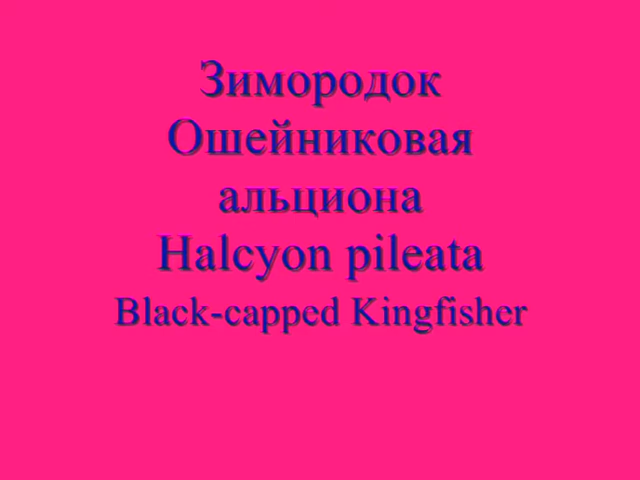 Зимородок
Ошейниковая
альциона
Halcyon pileata
Black-capped Kingfisher